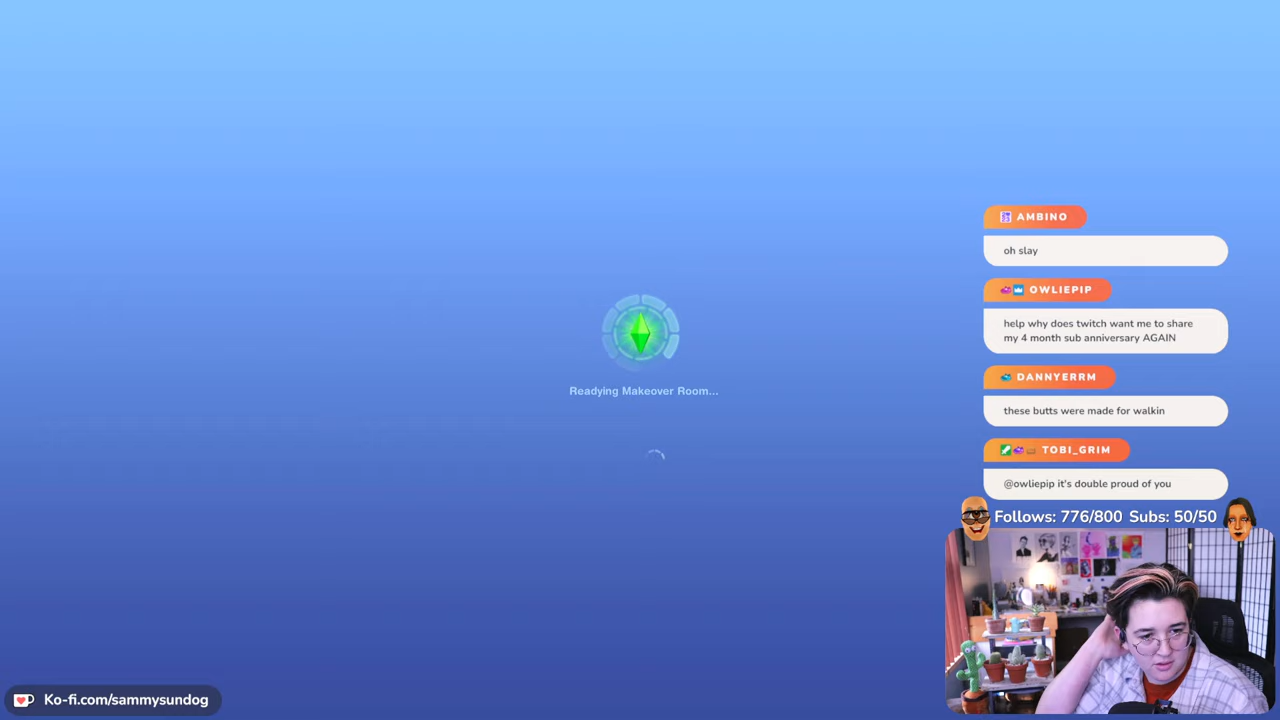 AMBINO
oh slay
OWLIEPIP
help why does twitch want me to share
my 4 month sub anniversary AGAIN
DANNYERRM
these butts were made for walkin
Readying Makeover Room...
TOBI_GRIM
@owliepip it's double proud of you
Follows: 776/800 Subs: 50/50
Ko-fi.com/sammysundog